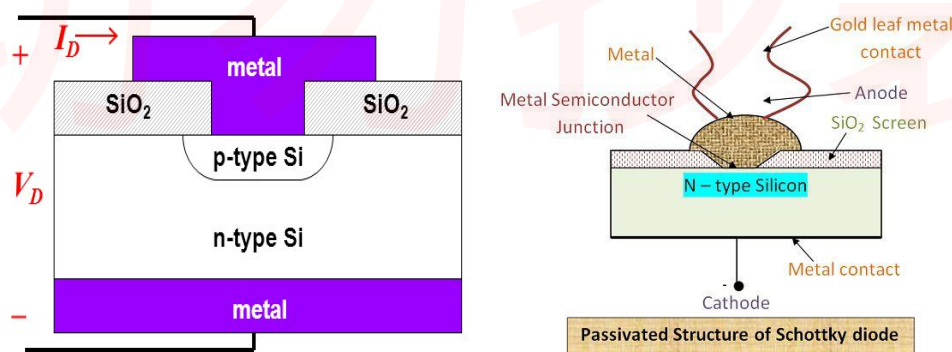 +
I_D →
metal
SiO₂
SiO₂
p-type Si
V_D
n-type Si
metal
–
Gold leaf metal
contact
Metal
Metal Semiconductor
Junction
Anode
SiO₂ Screen
N – type Silicon
Metal contact
-
Cathode
Passivated Structure of Schottky diode